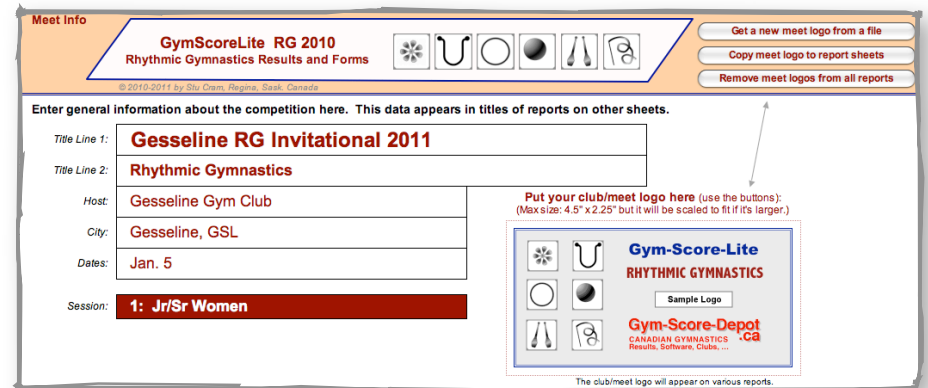 Meet Info
GymScoreLite RG 2010
Rhythmic Gymnastics Results and Forms
© 2010-2011 by Stu Cram, Regina, Sask. Canada
Get a new meet logo from a file
Copy meet logo to report sheets
Remove meet logos from all reports
Enter general information about the competition here. This data appears in titles of reports on other sheets.
Title Line 1: Gesseline RG Invitational 2011
Title Line 2: Rhythmic Gymnastics
Host: Gesseline Gym Club
City: Gesseline, GSL
Dates: Jan. 5
Session: 1: Jr/Sr Women
Put your club/meet logo here (use the buttons):
(Max size: 4.5" x 2.25" but it will be scaled to fit if it's larger.)
Gym-Score-Lite
RHYTHMIC GYMNASTICS
Sample Logo
Gym-Score-Depot
.ca
CANADIAN GYMNASTICS
Results, Software, Clubs, ...
The club/meet logo will appear on various reports.